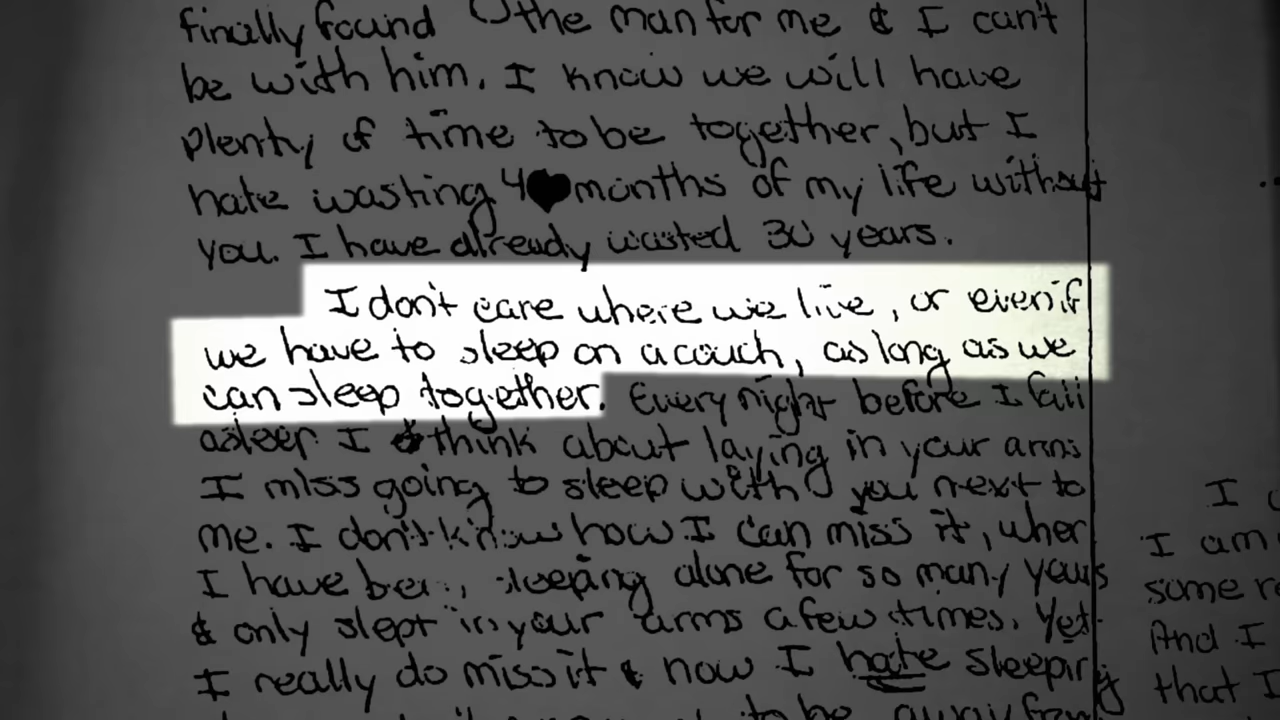 finally found the man for me & I can't
be with him. I know we will have
plenty of time to be together, but I
hate wasting 4 months of my life without
you. I have already wasted 30 years.
I don't care where we live, or even if
we have to sleep on a couch, as long as we
can sleep together. Every night before I fall
asleep I think about laying in your arms
I miss going to sleep with you next to
me. I don't know how I can miss it, when
I have been sleeping alone for so many years
& only slept in your arms a few times. Yet
I really do miss it & now I hate sleeping
to be away from
I
I am
some
And I
that I